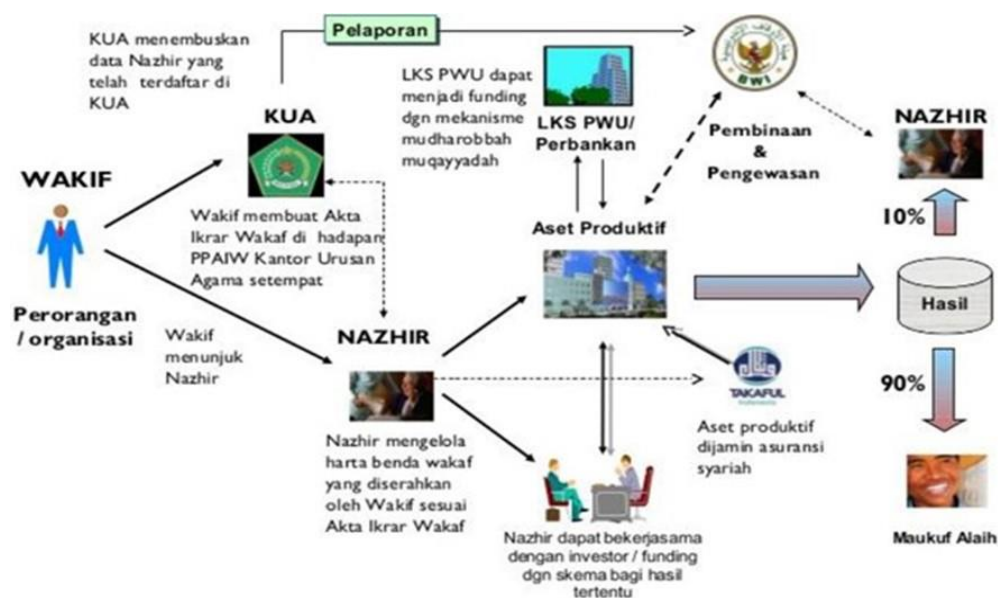 KUA menembuskan
data Nazhir yang
telah terdaftar di
KUA
Pelaporan
BWI
LKS PWU dapat
menjadi funding
dgn mekanisme
mudharobbah
muqayyadah
LKS PWU/
Perbankan
KUA
Pembinaan
&
Pengewasan
NAZHIR
WAKIF
Wakif membuat Akta
Ikrar Wakaf di hadapan
PPAIW Kantor Urusan
Agama setempat
Aset Produktif
10%
Hasil
Perorangan
/ organisasi
Wakif
menunjuk
Nazhir
NAZHIR
TAKAFUL
90%
Aset produktif
dijamin asuransi
syariah
Nazhir mengelola
harta benda wakaf
yang diserahkan
oleh Wakif sesuai
Akta Ikrar Wakaf
Nazhir dapat bekerjasama
dengan investor / funding
dgn skema bagi hasil
tertentu
Maukuf Alaih